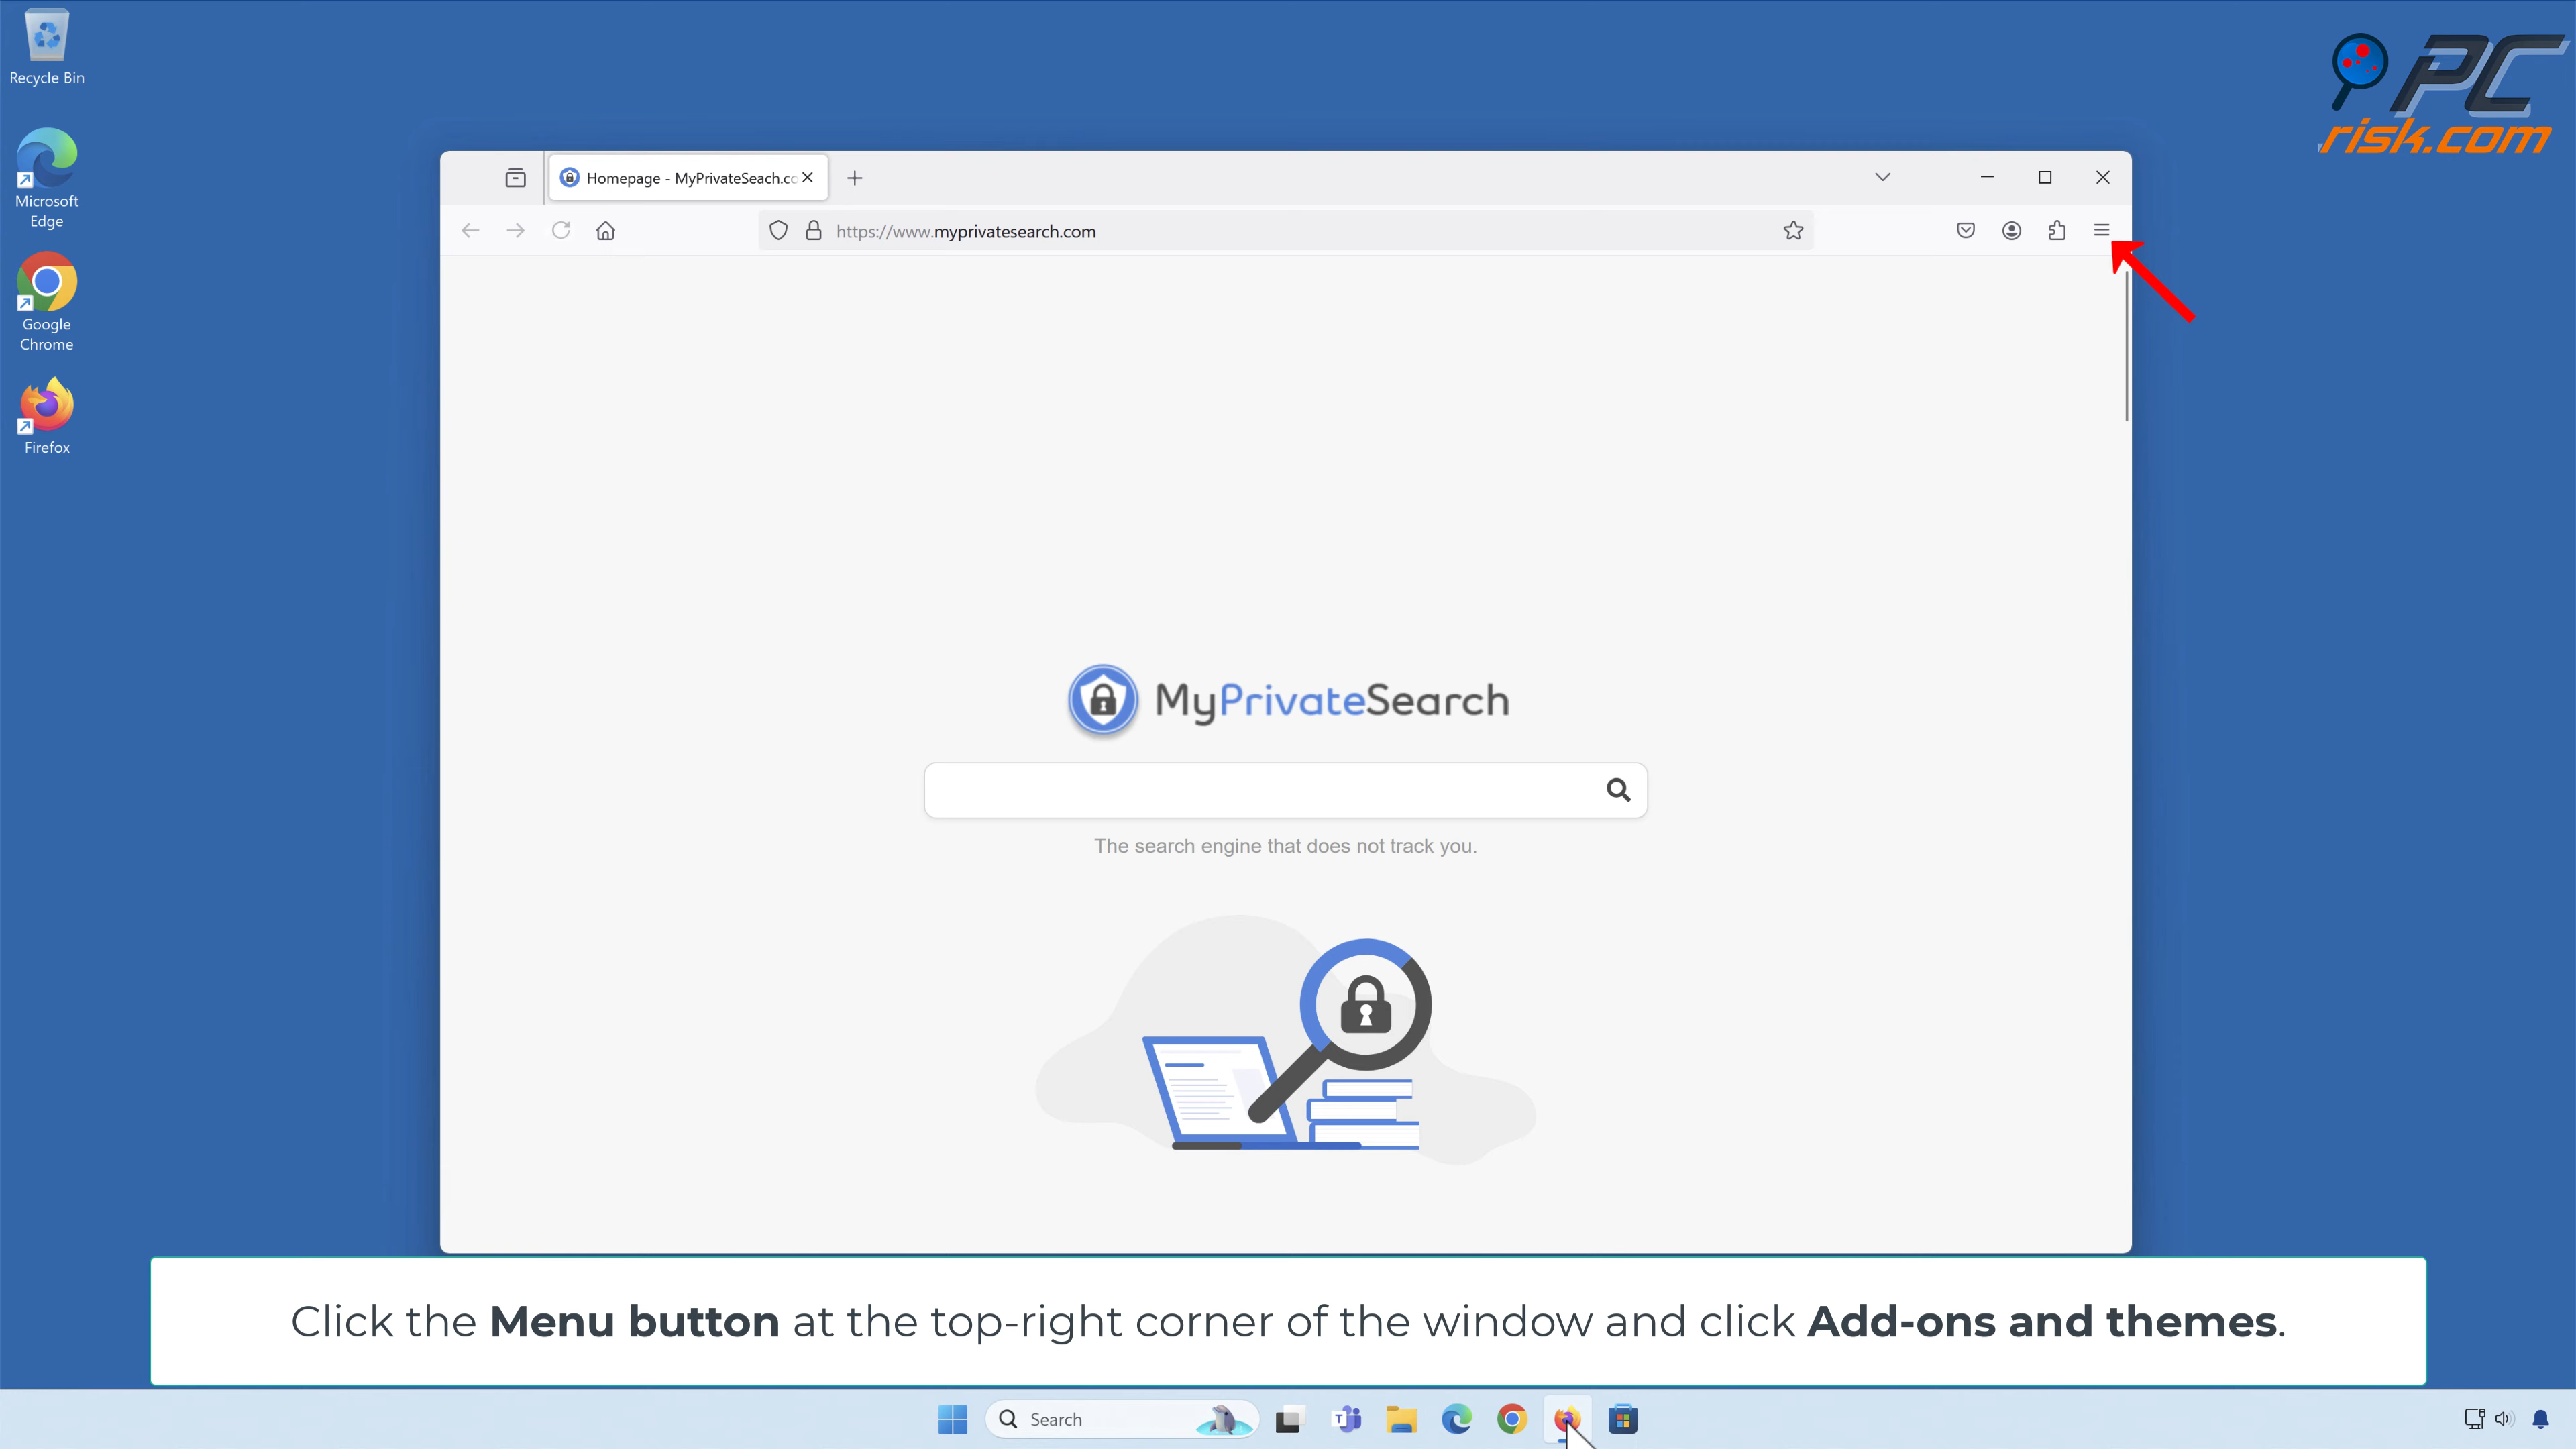 Recycle Bin
PC
risk.com
Microsoft
Edge
Google
Chrome
Firefox
Homepage - MyPrivateSeach.co
https://www.myprivatesearch.com
MyPrivateSearch
The search engine that does not track you.
Click the Menu button at the top-right corner of the window and click Add-ons and themes.
Search
T